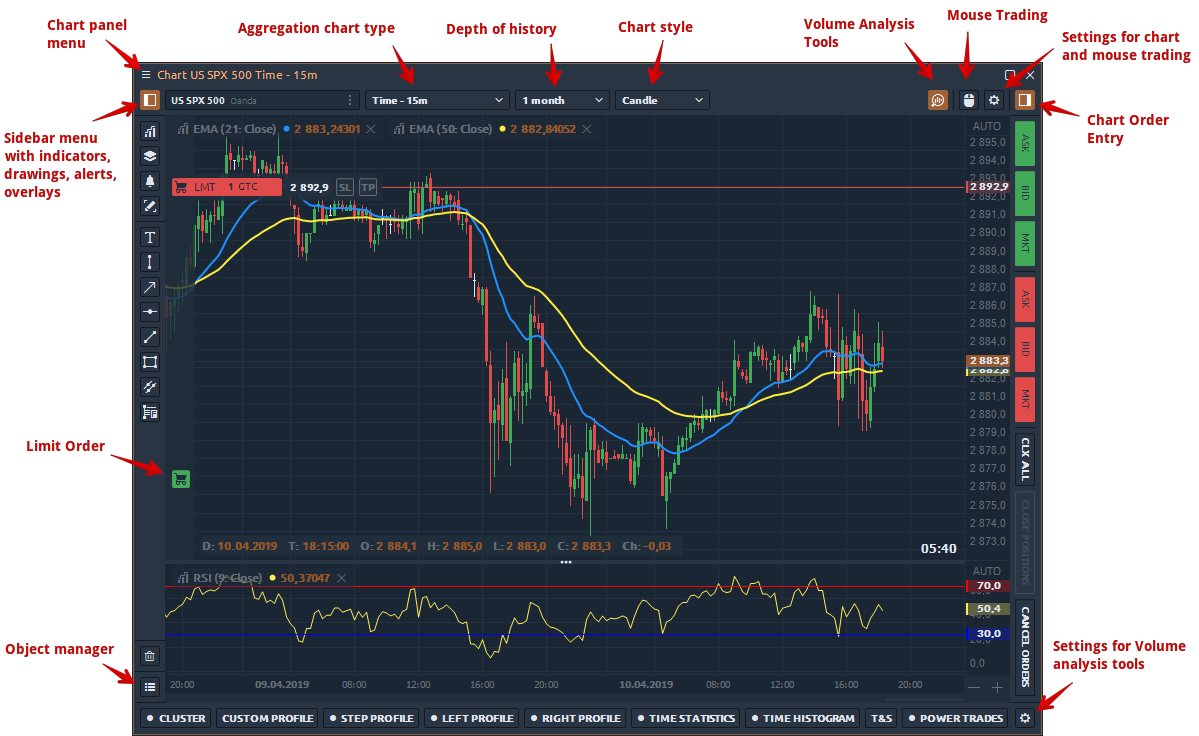 Chart panel
menu
Aggregation chart type
Depth of history
Chart style
Volume Analysis
Tools
Mouse Trading
Settings for chart
and mouse trading
Chart US SPX 500 Time - 15m
US SPX 500 Oanda
Time - 15m
1 month
Candle
Sidebar menu
with indicators,
drawings, alerts,
overlays
Chart Order
Entry
EMA (21: Close) 2 883,24301
EMA (50: Close) 2 882,84052
AUTO
2 895,0
2 894,0
2 893,0
2 892,9
2 892,0
2 891,0
2 890,0
2 889,0
2 888,0
2 887,0
2 886,0
2 885,0
2 884,0
2 883,3
2 882,8
2 882,0
2 881,0
2 880,0
2 879,0
2 878,0
2 877,0
2 876,0
2 875,0
2 874,0
2 873,0
LMT 1 GTC 2 892,9 SL TP
ASK
BID
MKT
ASK
BID
MKT
CLX ALL
CLOSE POSITIONS
CANCEL ORDERS
T
Limit Order
D: 10.04.2019 T: 18:15:00 O: 2 884,1 H: 2 885,0 L: 2 883,0 C: 2 883,3 Ch: -0,03
05:40
RSI (9: Close) 50,37047
AUTO
70,0
50,4
30,0
20,0
0,0
Object manager
20:00 09.04.2019 08:00 12:00 16:00 20:00 10.04.2019 08:00 12:00 16:00 20:00
Settings for Volume
analysis tools
CLUSTER
CUSTOM PROFILE
STEP PROFILE
LEFT PROFILE
RIGHT PROFILE
TIME STATISTICS
TIME HISTOGRAM
T&S
POWER TRADES